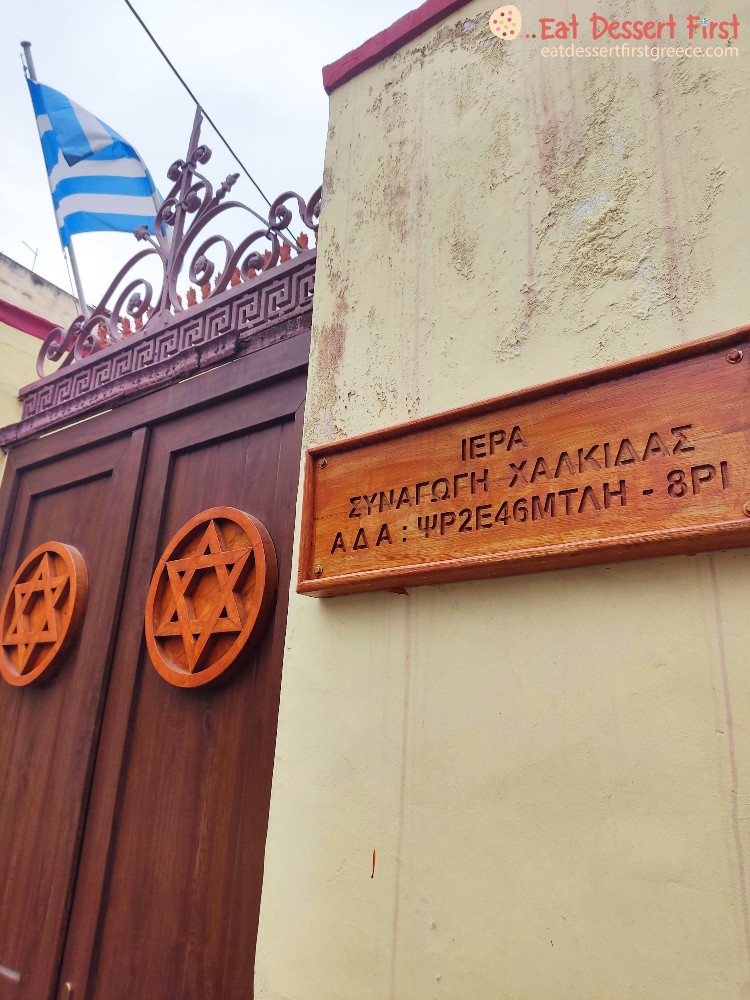 ..Eat Dessert First
eatdessertfirstgreece.com
ΙΕΡΑ
ΣΥΝΑΓΩΓΗ ΧΑΛΚΙΔΑΣ
ΑΔΑ: ΨΡ2Ε46ΜΤΛΗ - 8ΡΙ